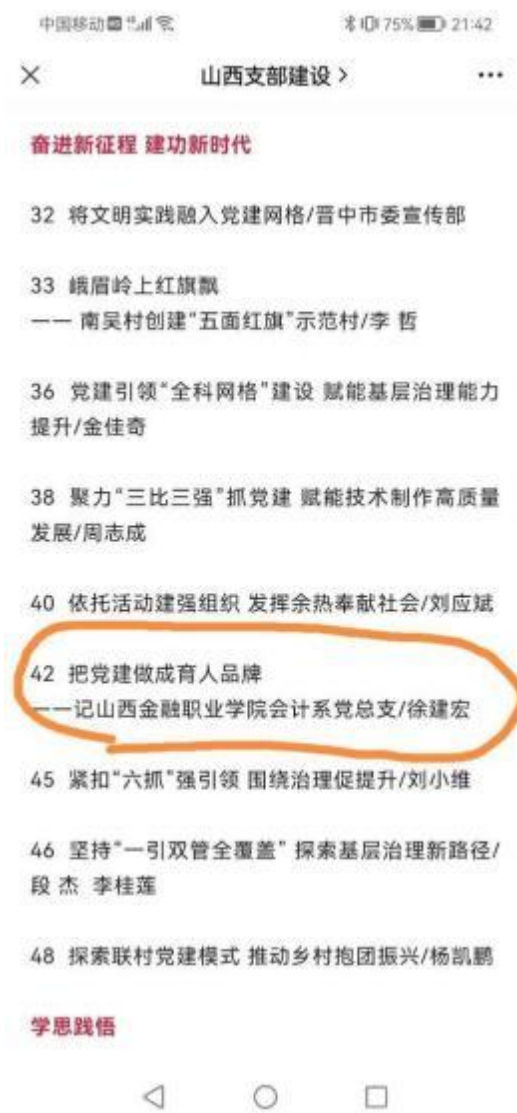 中国移动 75% 21:42
山西支部建设 >
奋进新征程 建功新时代
32 将文明实践融入党建网格/晋中市委宣传部
33 峨眉岭上红旗飘
—— 南吴村创建“五面红旗”示范村/李 哲
36 党建引领“全科网格”建设 赋能基层治理能力
提升/金佳奇
38 聚力“三比三强”抓党建 赋能技术制作高质量
发展/周志成
40 依托活动建强组织 发挥余热奉献社会/刘应斌
42 把党建做成育人品牌
——记山西金融职业学院会计系党总支/徐建宏
45 紧扣“六抓”强引领 围绕治理促提升/刘小维
46 坚持“一引双管全覆盖” 探索基层治理新路径/
段 杰 李桂莲
48 探索联村党建模式 推动乡村抱团振兴/杨凯鹏
学思践悟